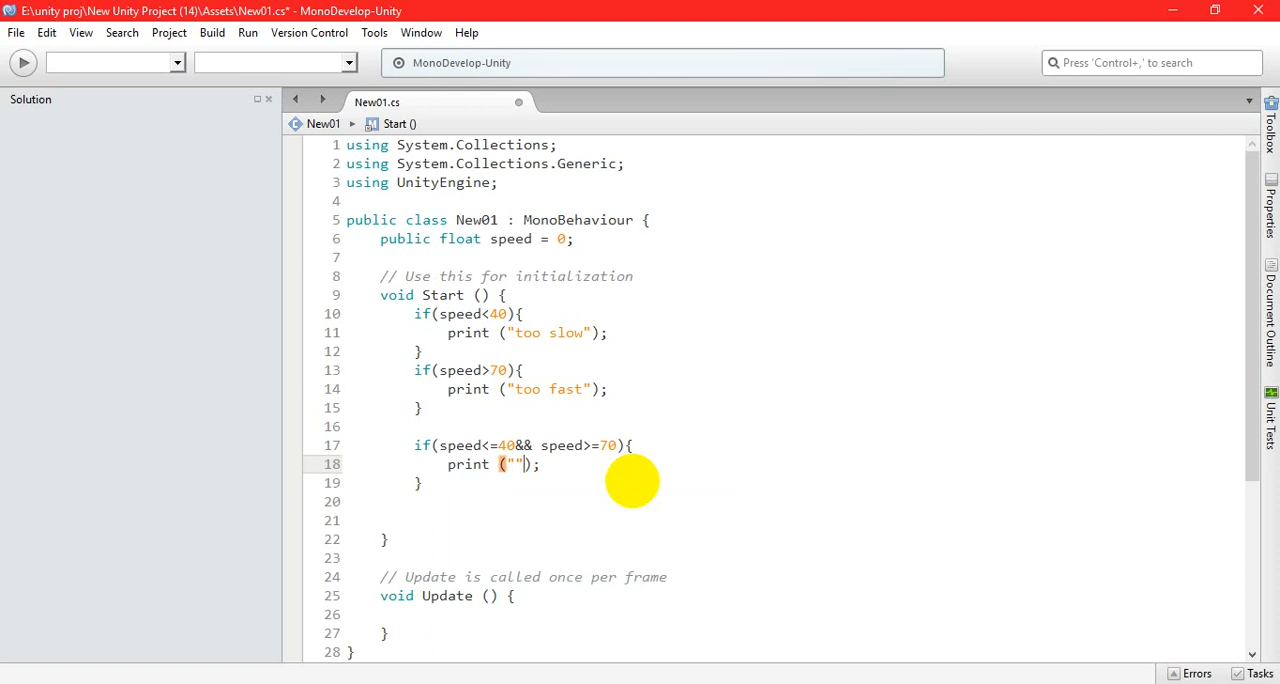 E:\unity proj\New Unity Project (14)\Assets\New01.cs* - MonoDevelop-Unity
File Edit View Search Project Build Run Version Control Tools Window Help
MonoDevelop-Unity
Press 'Control+,' to search
Solution
New01.cs
New01 Start ()
1 using System.Collections;
2 using System.Collections.Generic;
3 using UnityEngine;
4
5 public class New01 : MonoBehaviour {
6 public float speed = 0;
7
8 // Use this for initialization
9 void Start () {
10 if(speed<40){
11 print ("too slow");
12 }
13 if(speed>70){
14 print ("too fast");
15 }
16
17 if(speed<=40&& speed>=70){
18 print ("");
19 }
20
21
22 }
23
24 // Update is called once per frame
25 void Update () {
26
27 }
28 }
Toolbox
Properties
Document Outline
Unit Tests
Errors Tasks